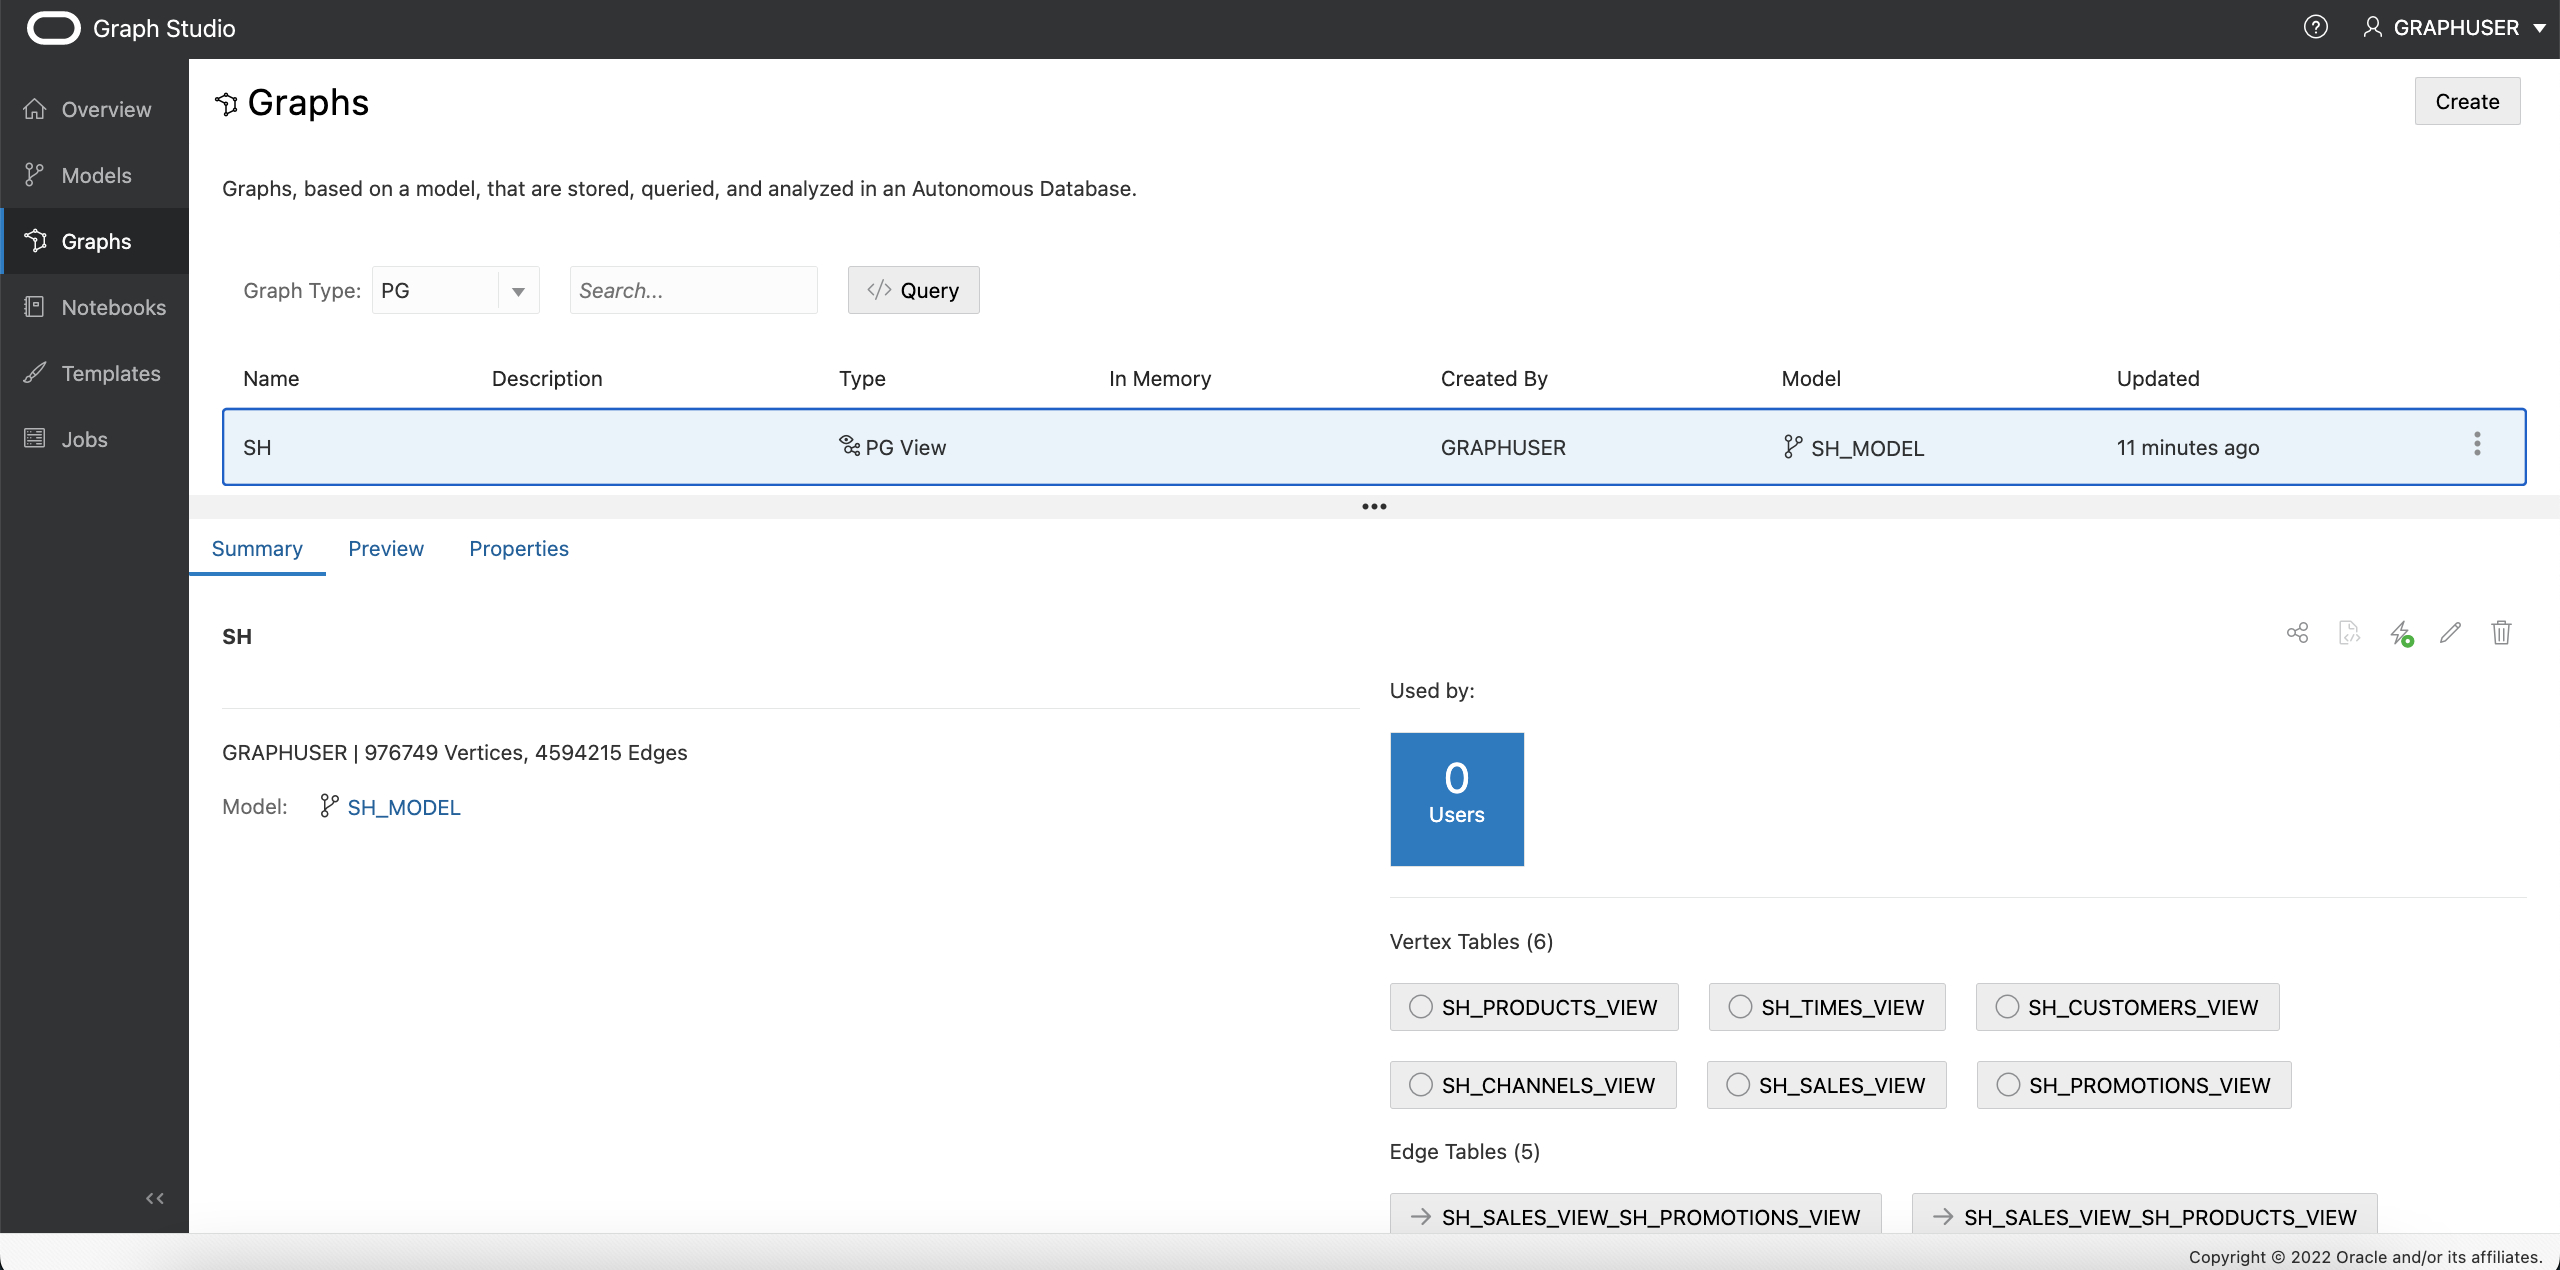 Graph Studio
GRAPHUSER
Overview
Models
Graphs
Notebooks
Templates
Jobs
Graphs
Create
Graphs, based on a model, that are stored, queried, and analyzed in an Autonomous Database.
Graph Type: PG Search... </> Query
Name Description Type In Memory Created By Model Updated
SH PG View GRAPHUSER SH_MODEL 11 minutes ago
Summary Preview Properties
SH
GRAPHUSER | 976749 Vertices, 4594215 Edges
Model: SH_MODEL
Used by:
0
Users
Vertex Tables (6)
SH_PRODUCTS_VIEW SH_TIMES_VIEW SH_CUSTOMERS_VIEW
SH_CHANNELS_VIEW SH_SALES_VIEW SH_PROMOTIONS_VIEW
Edge Tables (5)
SH_SALES_VIEW_SH_PROMOTIONS_VIEW SH_SALES_VIEW_SH_PRODUCTS_VIEW
Copyright © 2022 Oracle and/or its affiliates.